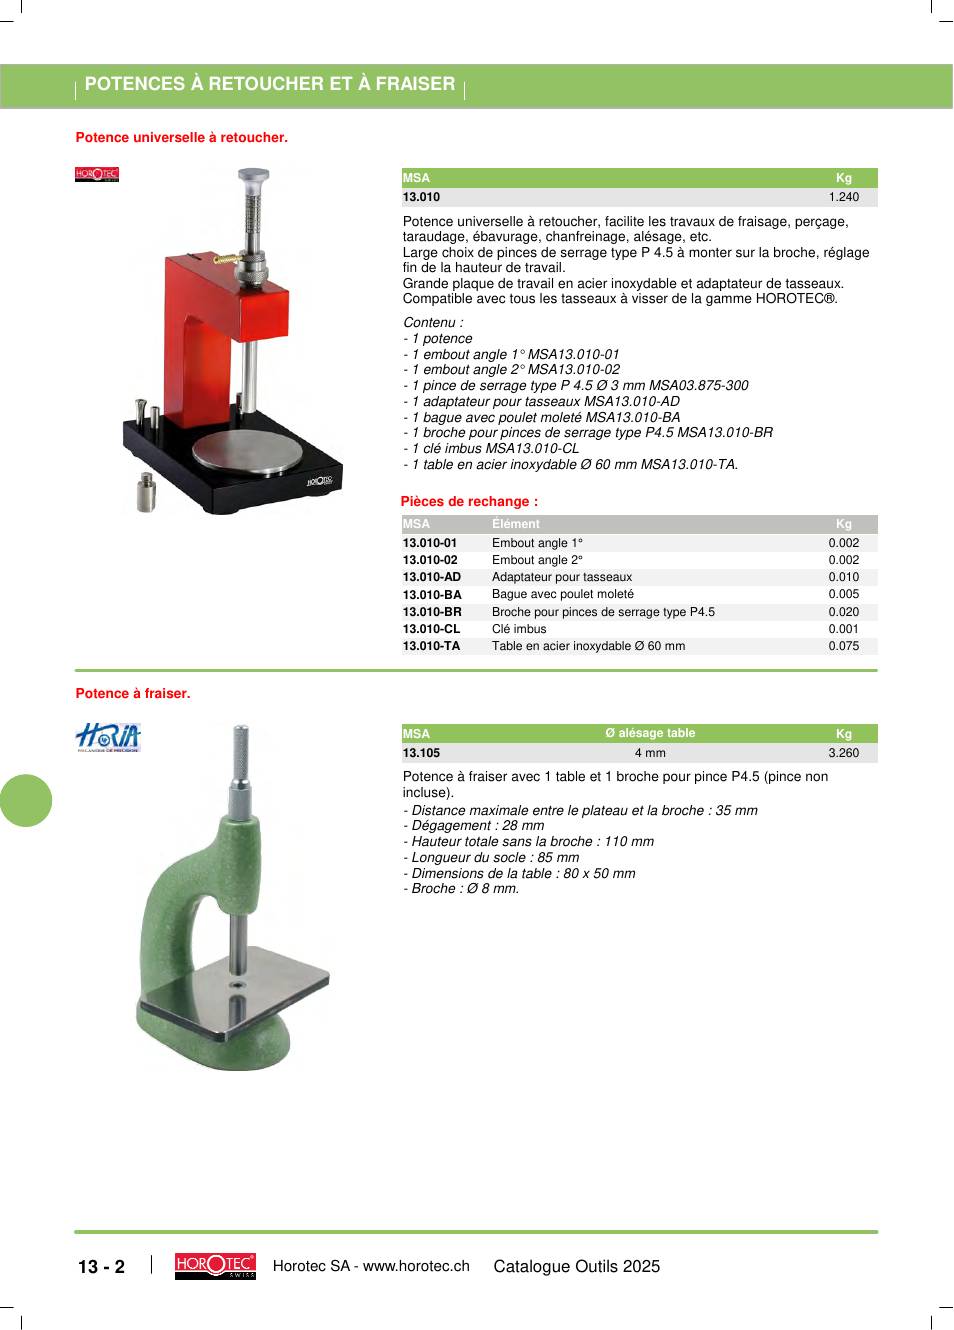 POTENCES À RETOUCHER ET À FRAISER
Potence universelle à retoucher.
HOROTEC
MSA Kg
13.010 1.240
Potence universelle à retoucher, facilite les travaux de fraisage, perçage,
taraudage, ébavurage, chanfreinage, alésage, etc.
Large choix de pinces de serrage type P 4.5 à monter sur la broche, réglage
fin de la hauteur de travail.
Grande plaque de travail en acier inoxydable et adaptateur de tasseaux.
Compatible avec tous les tasseaux à visser de la gamme HOROTEC®.
Contenu :
- 1 potence
- 1 embout angle 1° MSA13.010-01
- 1 embout angle 2° MSA13.010-02
- 1 pince de serrage type P 4.5 Ø 3 mm MSA03.875-300
- 1 adaptateur pour tasseaux MSA13.010-AD
- 1 bague avec poulet moleté MSA13.010-BA
- 1 broche pour pinces de serrage type P4.5 MSA13.010-BR
- 1 clé imbus MSA13.010-CL
- 1 table en acier inoxydable Ø 60 mm MSA13.010-TA.
HOROTEC
Pièces de rechange :
MSA Élément Kg
13.010-01 Embout angle 1° 0.002
13.010-02 Embout angle 2° 0.002
13.010-AD Adaptateur pour tasseaux 0.010
13.010-BA Bague avec poulet moleté 0.005
13.010-BR Broche pour pinces de serrage type P4.5 0.020
13.010-CL Clé imbus 0.001
13.010-TA Table en acier inoxydable Ø 60 mm 0.075
Potence à fraiser.
HORIA
MSA Ø alésage table Kg
13.105 4 mm 3.260
Potence à fraiser avec 1 table et 1 broche pour pince P4.5 (pince non
incluse).
- Distance maximale entre le plateau et la broche : 35 mm
- Dégagement : 28 mm
- Hauteur totale sans la broche : 110 mm
- Longueur du socle : 85 mm
- Dimensions de la table : 80 x 50 mm
- Broche : Ø 8 mm.
13 - 2 HOROTEC® SWISS Horotec SA - www.horotec.ch Catalogue Outils 2025